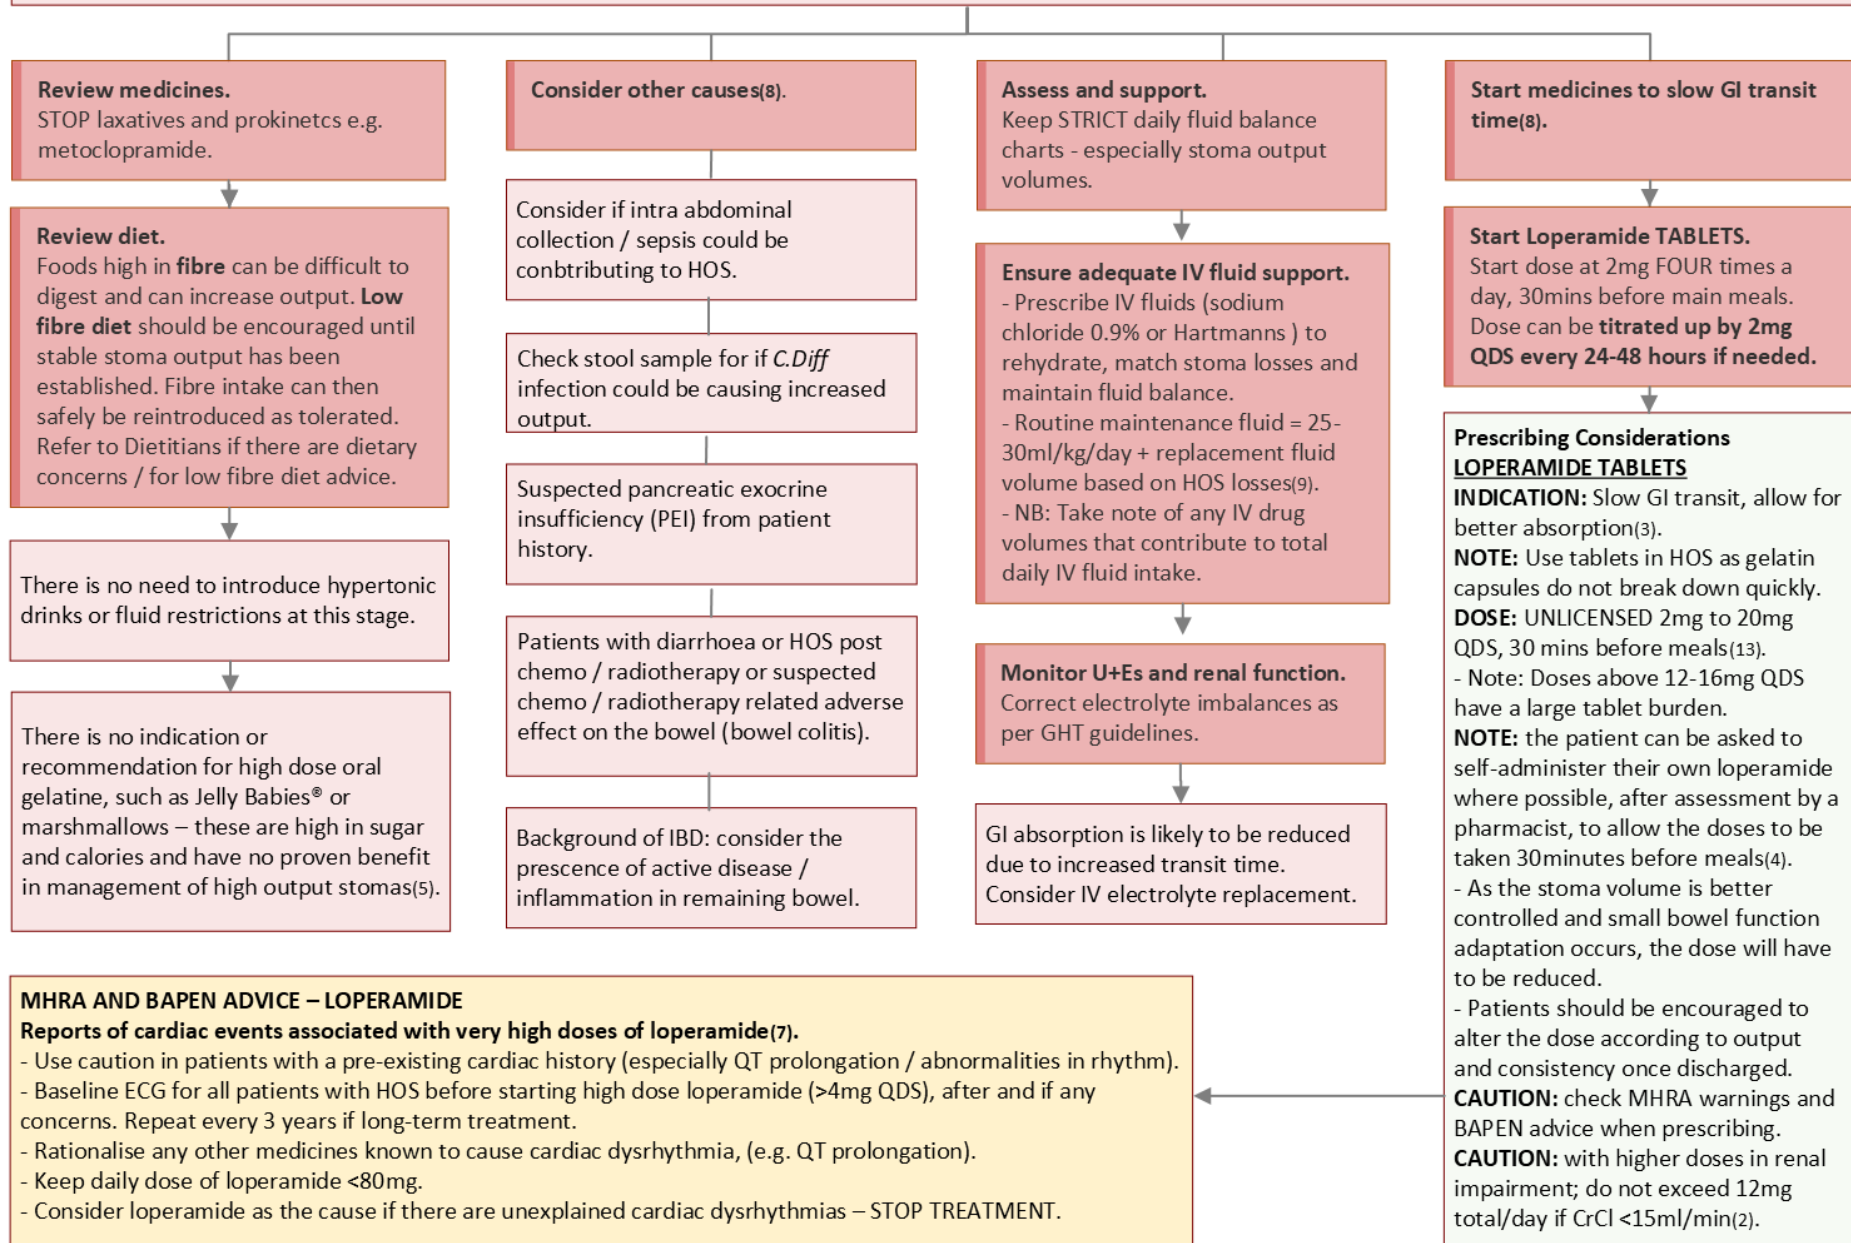 Review medicines.
STOP laxatives and prokinetcs e.g.
metoclopramide.
Review diet.
Foods high in fibre can be difficult to
digest and can increase output. Low
fibre diet should be encouraged until
stable stoma output has been
established. Fibre intake can then
safely be reintroduced as tolerated.
Refer to Dietitians if there are dietary
concerns / for low fibre diet advice.
There is no need to introduce hypertonic
drinks or fluid restrictions at this stage.
There is no indication or
recommendation for high dose oral
gelatine, such as Jelly Babies® or
marshmallows – these are high in sugar
and calories and have no proven benefit
in management of high output stomas(5).
Consider other causes(8).
Consider if intra abdominal
collection / sepsis could be
conbtributing to HOS.
Check stool sample for if C.Diff
infection could be causing increased
output.
Suspected pancreatic exocrine
insufficiency (PEI) from patient
history.
Patients with diarrhoea or HOS post
chemo / radiotherapy or suspected
chemo / radiotherapy related adverse
effect on the bowel (bowel colitis).
Background of IBD: consider the
prescence of active disease /
inflammation in remaining bowel.
Assess and support.
Keep STRICT daily fluid balance
charts - especially stoma output
volumes.
Ensure adequate IV fluid support.
- Prescribe IV fluids (sodium
chloride 0.9% or Hartmanns ) to
rehydrate, match stoma losses and
maintain fluid balance.
- Routine maintenance fluid = 25-
30ml/kg/day + replacement fluid
volume based on HOS losses(9).
- NB: Take note of any IV drug
volumes that contribute to total
daily IV fluid intake.
Monitor U+Es and renal function.
Correct electrolyte imbalances as
per GHT guidelines.
GI absorption is likely to be reduced
due to increased transit time.
Consider IV electrolyte replacement.
Start medicines to slow GI transit
time(8).
Start Loperamide TABLETS.
Start dose at 2mg FOUR times a
day, 30mins before main meals.
Dose can be titrated up by 2mg
QDS every 24-48 hours if needed.
Prescribing Considerations
LOPERAMIDE TABLETS
INDICATION: Slow GI transit, allow for
better absorption(3).
NOTE: Use tablets in HOS as gelatin
capsules do not break down quickly.
DOSE: UNLICENSED 2mg to 20mg
QDS, 30 mins before meals(13).
- Note: Doses above 12-16mg QDS
have a large tablet burden.
NOTE: the patient can be asked to
self-administer their own loperamide
where possible, after assessment by a
pharmacist, to allow the doses to be
taken 30minutes before meals(4).
- As the stoma volume is better
controlled and small bowel function
adaptation occurs, the dose will have
to be reduced.
- Patients should be encouraged to
alter the dose according to output
and consistency once discharged.
CAUTION: check MHRA warnings and
BAPEN advice when prescribing.
CAUTION: with higher doses in renal
impairment; do not exceed 12mg
total/day if CrCl <15ml/min(2).
MHRA AND BAPEN ADVICE – LOPERAMIDE
Reports of cardiac events associated with very high doses of loperamide(7).
- Use caution in patients with a pre-existing cardiac history (especially QT prolongation / abnormalities in rhythm).
- Baseline ECG for all patients with HOS before starting high dose loperamide (>4mg QDS), after and if any
concerns. Repeat every 3 years if long-term treatment.
- Rationalise any other medicines known to cause cardiac dysrhythmia, (e.g. QT prolongation).
- Keep daily dose of loperamide <80mg.
- Consider loperamide as the cause if there are unexplained cardiac dysrhythmias – STOP TREATMENT.